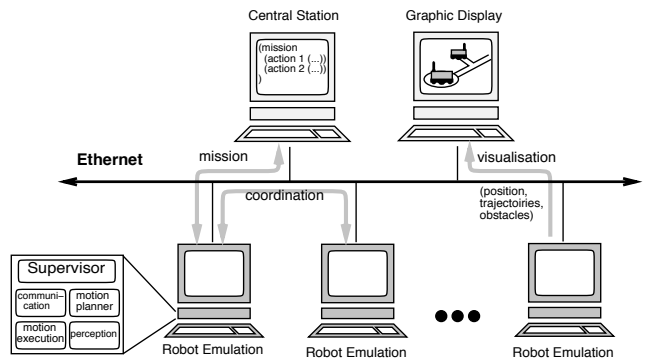 Central Station
Graphic Display
(mission
(action 1 (...))
(action 2 (...))
)
Ethernet
mission
visualisation
coordination
(position,
trajectoiries,
obstacles)
Supervisor
communi-
cation
motion
planner
motion
execution
perception
Robot Emulation
Robot Emulation
Robot Emulation